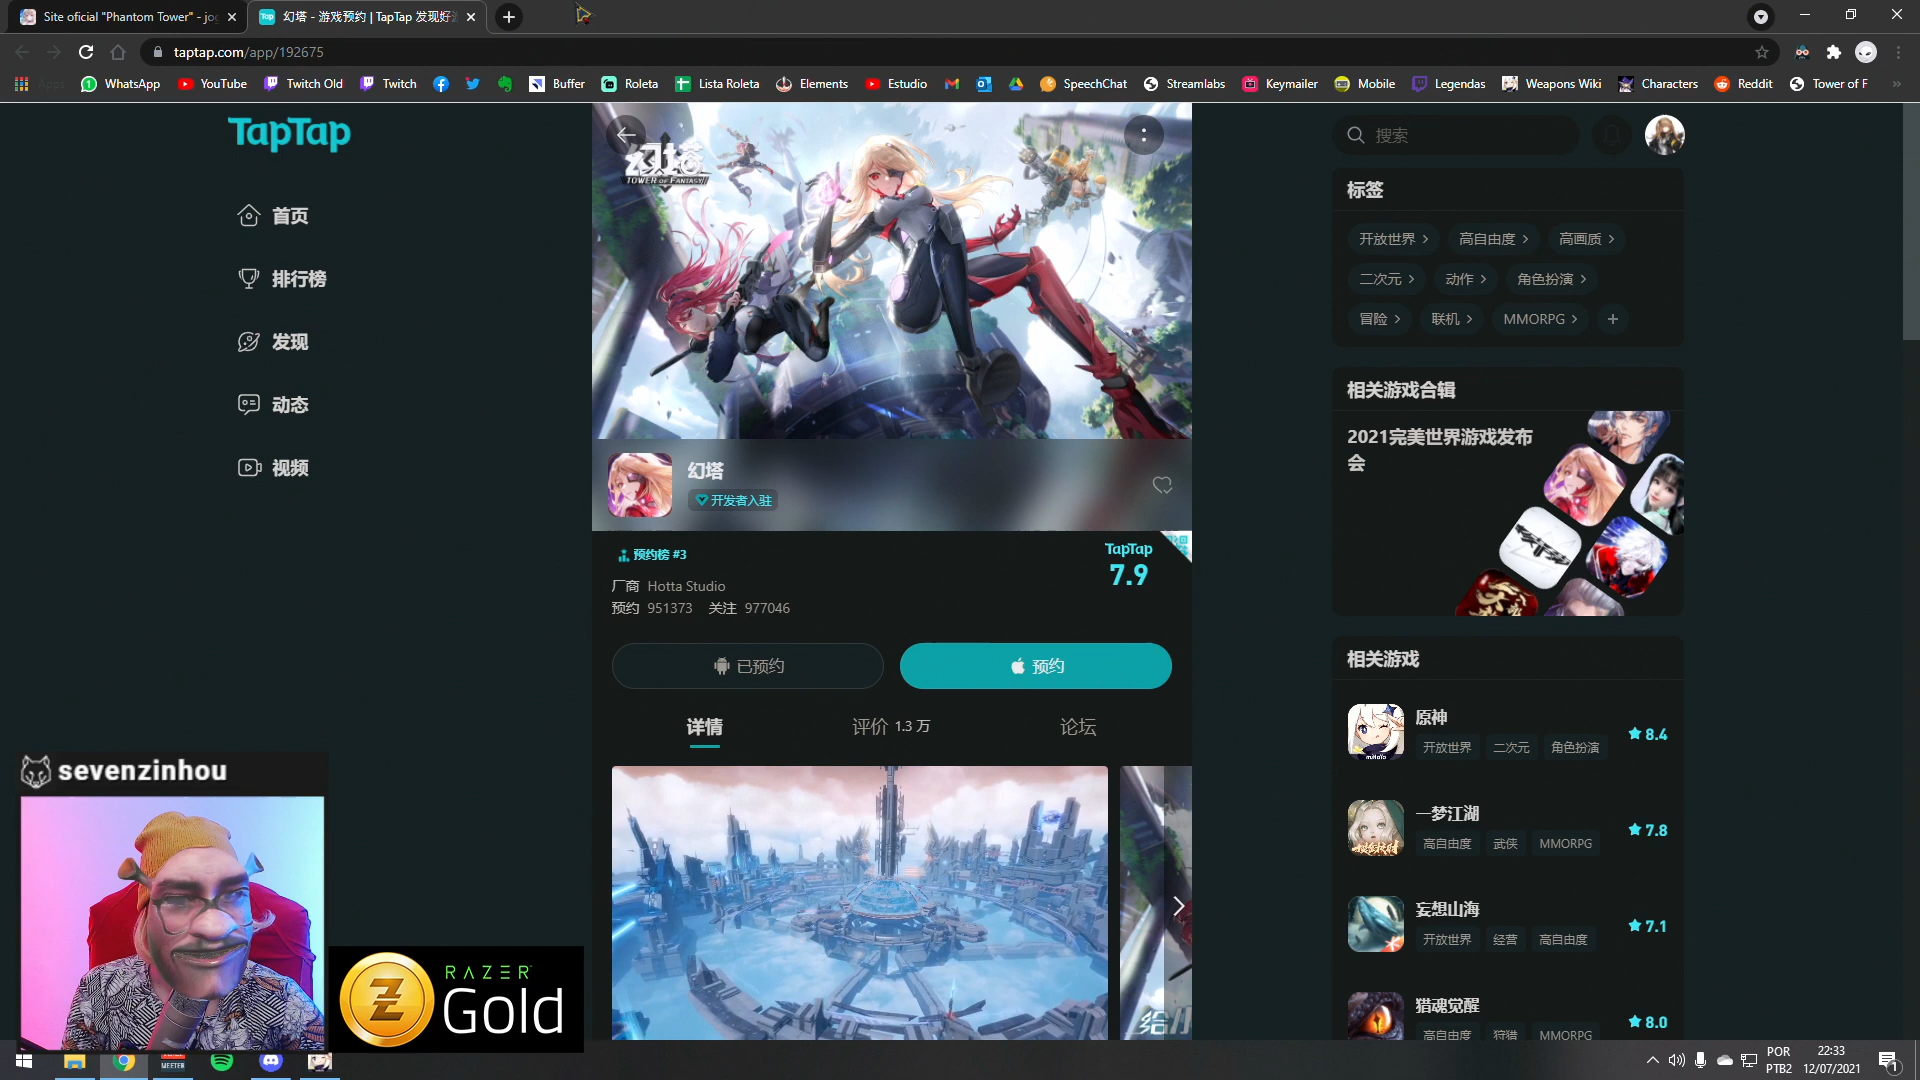 Site oficial "Phantom Tower" - jog
幻塔 - 游戏预约 | TapTap 发现好游
taptap.com/app/192675
Apps
WhatsApp
YouTube
Twitch Old
Twitch
Buffer
Roleta
Lista Roleta
Elements
Estudio
SpeechChat
Streamlabs
Keymailer
Mobile
Legendas
Weapons Wiki
Characters
Reddit
Tower of F
TapTap
首页
排行榜
发现
动态
视频
幻塔
TOWER OF FANTASY
幻塔
开发者入驻
预约榜 #3
厂商 Hotta Studio
预约 951373 关注 977046
TapTap
7.9
已预约
预约
详情
评价 1.3 万
论坛
搜索
标签
开放世界
高自由度
高画质
二次元
动作
角色扮演
冒险
联机
MMORPG
相关游戏合辑
2021完美世界游戏发布
会
相关游戏
原神
开放世界 二次元 角色扮演
8.4
miHoYo
一梦江湖
高自由度 武侠 MMORPG
7.8
妄想山海
开放世界 经营 高自由度
7.1
猎魂觉醒
高自由度 狩猎 MMORPG
8.0
sevenzinhou
RAZER
Gold
MEETER
POR
PTB2
22:33
12/07/2021
1